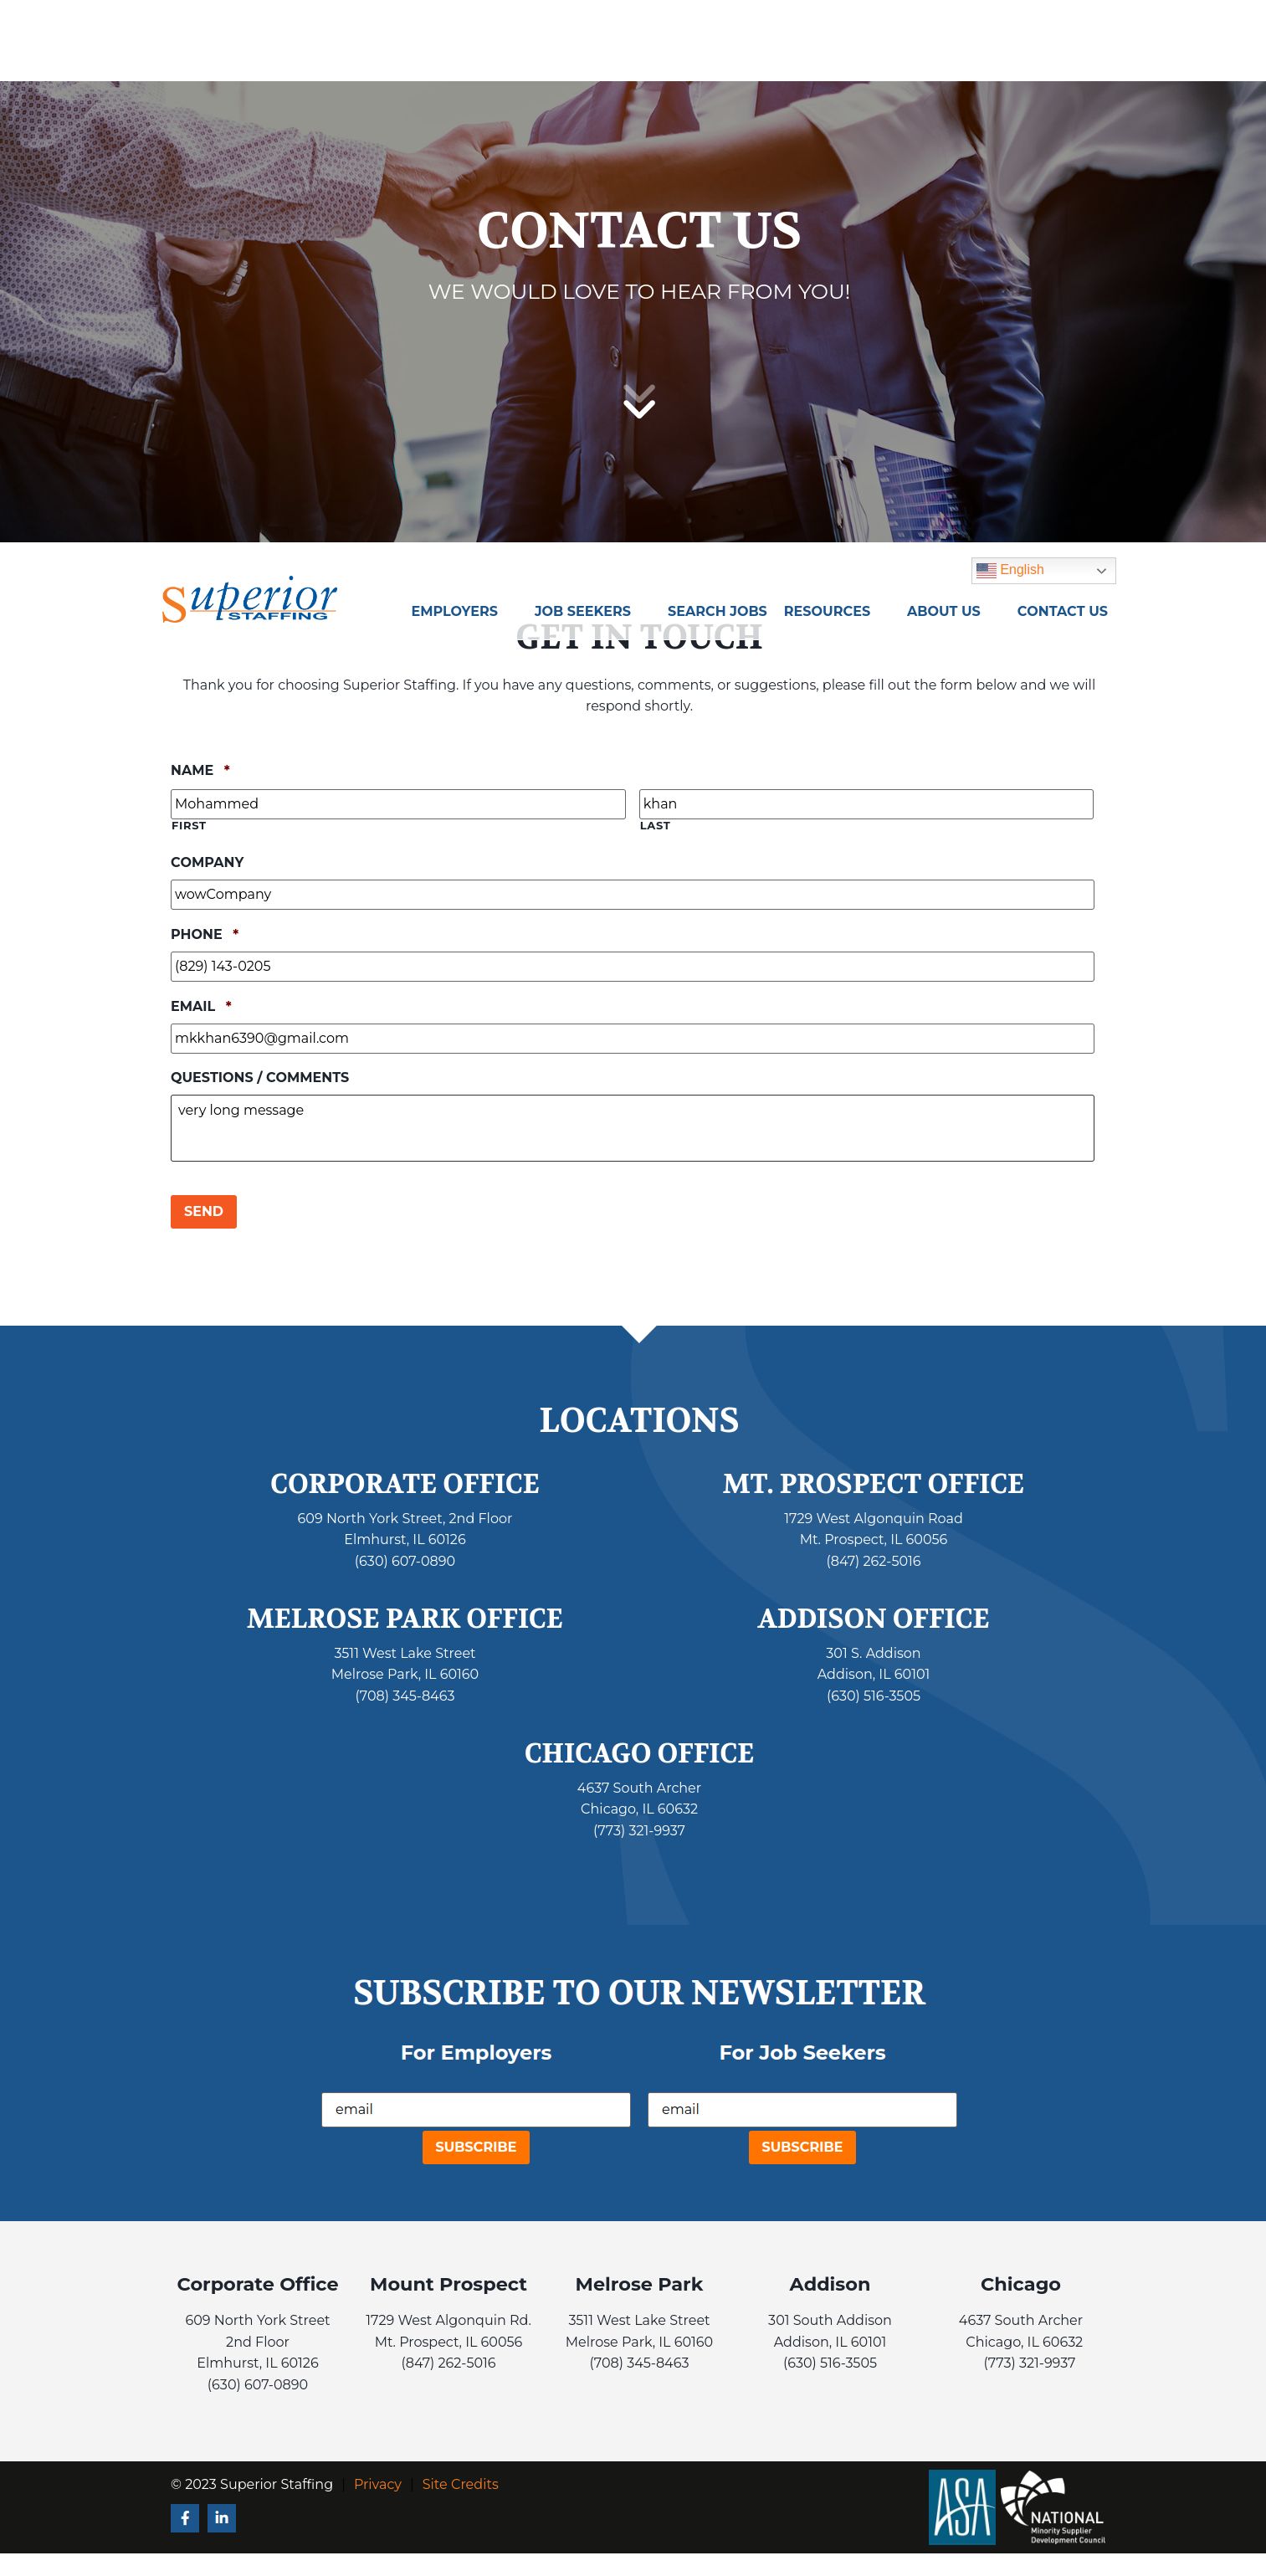 CONTACT US
WE WOULD LOVE TO HEAR FROM YOU!
English
Superior
STAFFING
EMPLOYERS JOB SEEKERS SEARCH JOBS RESOURCES ABOUT US CONTACT US
GET IN TOUCH
Thank you for choosing Superior Staffing. If you have any questions, comments, or suggestions, please fill out the form below and we will
respond shortly.
NAME *
Mohammed khan
FIRST LAST
COMPANY
wowCompany
PHONE *
(829) 143-0205
EMAIL *
mkkhan6390@gmail.com
QUESTIONS / COMMENTS
very long message
SEND
LOCATIONS
CORPORATE OFFICE
609 North York Street, 2nd Floor
Elmhurst, IL 60126
(630) 607-0890
MT. PROSPECT OFFICE
1729 West Algonquin Road
Mt. Prospect, IL 60056
(847) 262-5016
MELROSE PARK OFFICE
3511 West Lake Street
Melrose Park, IL 60160
(708) 345-8463
ADDISON OFFICE
301 S. Addison
Addison, IL 60101
(630) 516-3505
CHICAGO OFFICE
4637 South Archer
Chicago, IL 60632
(773) 321-9937
SUBSCRIBE TO OUR NEWSLETTER
For Employers
email
SUBSCRIBE
For Job Seekers
email
SUBSCRIBE
Corporate Office
609 North York Street
2nd Floor
Elmhurst, IL 60126
(630) 607-0890
Mount Prospect
1729 West Algonquin Rd.
Mt. Prospect, IL 60056
(847) 262-5016
Melrose Park
3511 West Lake Street
Melrose Park, IL 60160
(708) 345-8463
Addison
301 South Addison
Addison, IL 60101
(630) 516-3505
Chicago
4637 South Archer
Chicago, IL 60632
(773) 321-9937
© 2023 Superior Staffing | Privacy | Site Credits
ASA
NATIONAL
Minority Supplier
Development Council